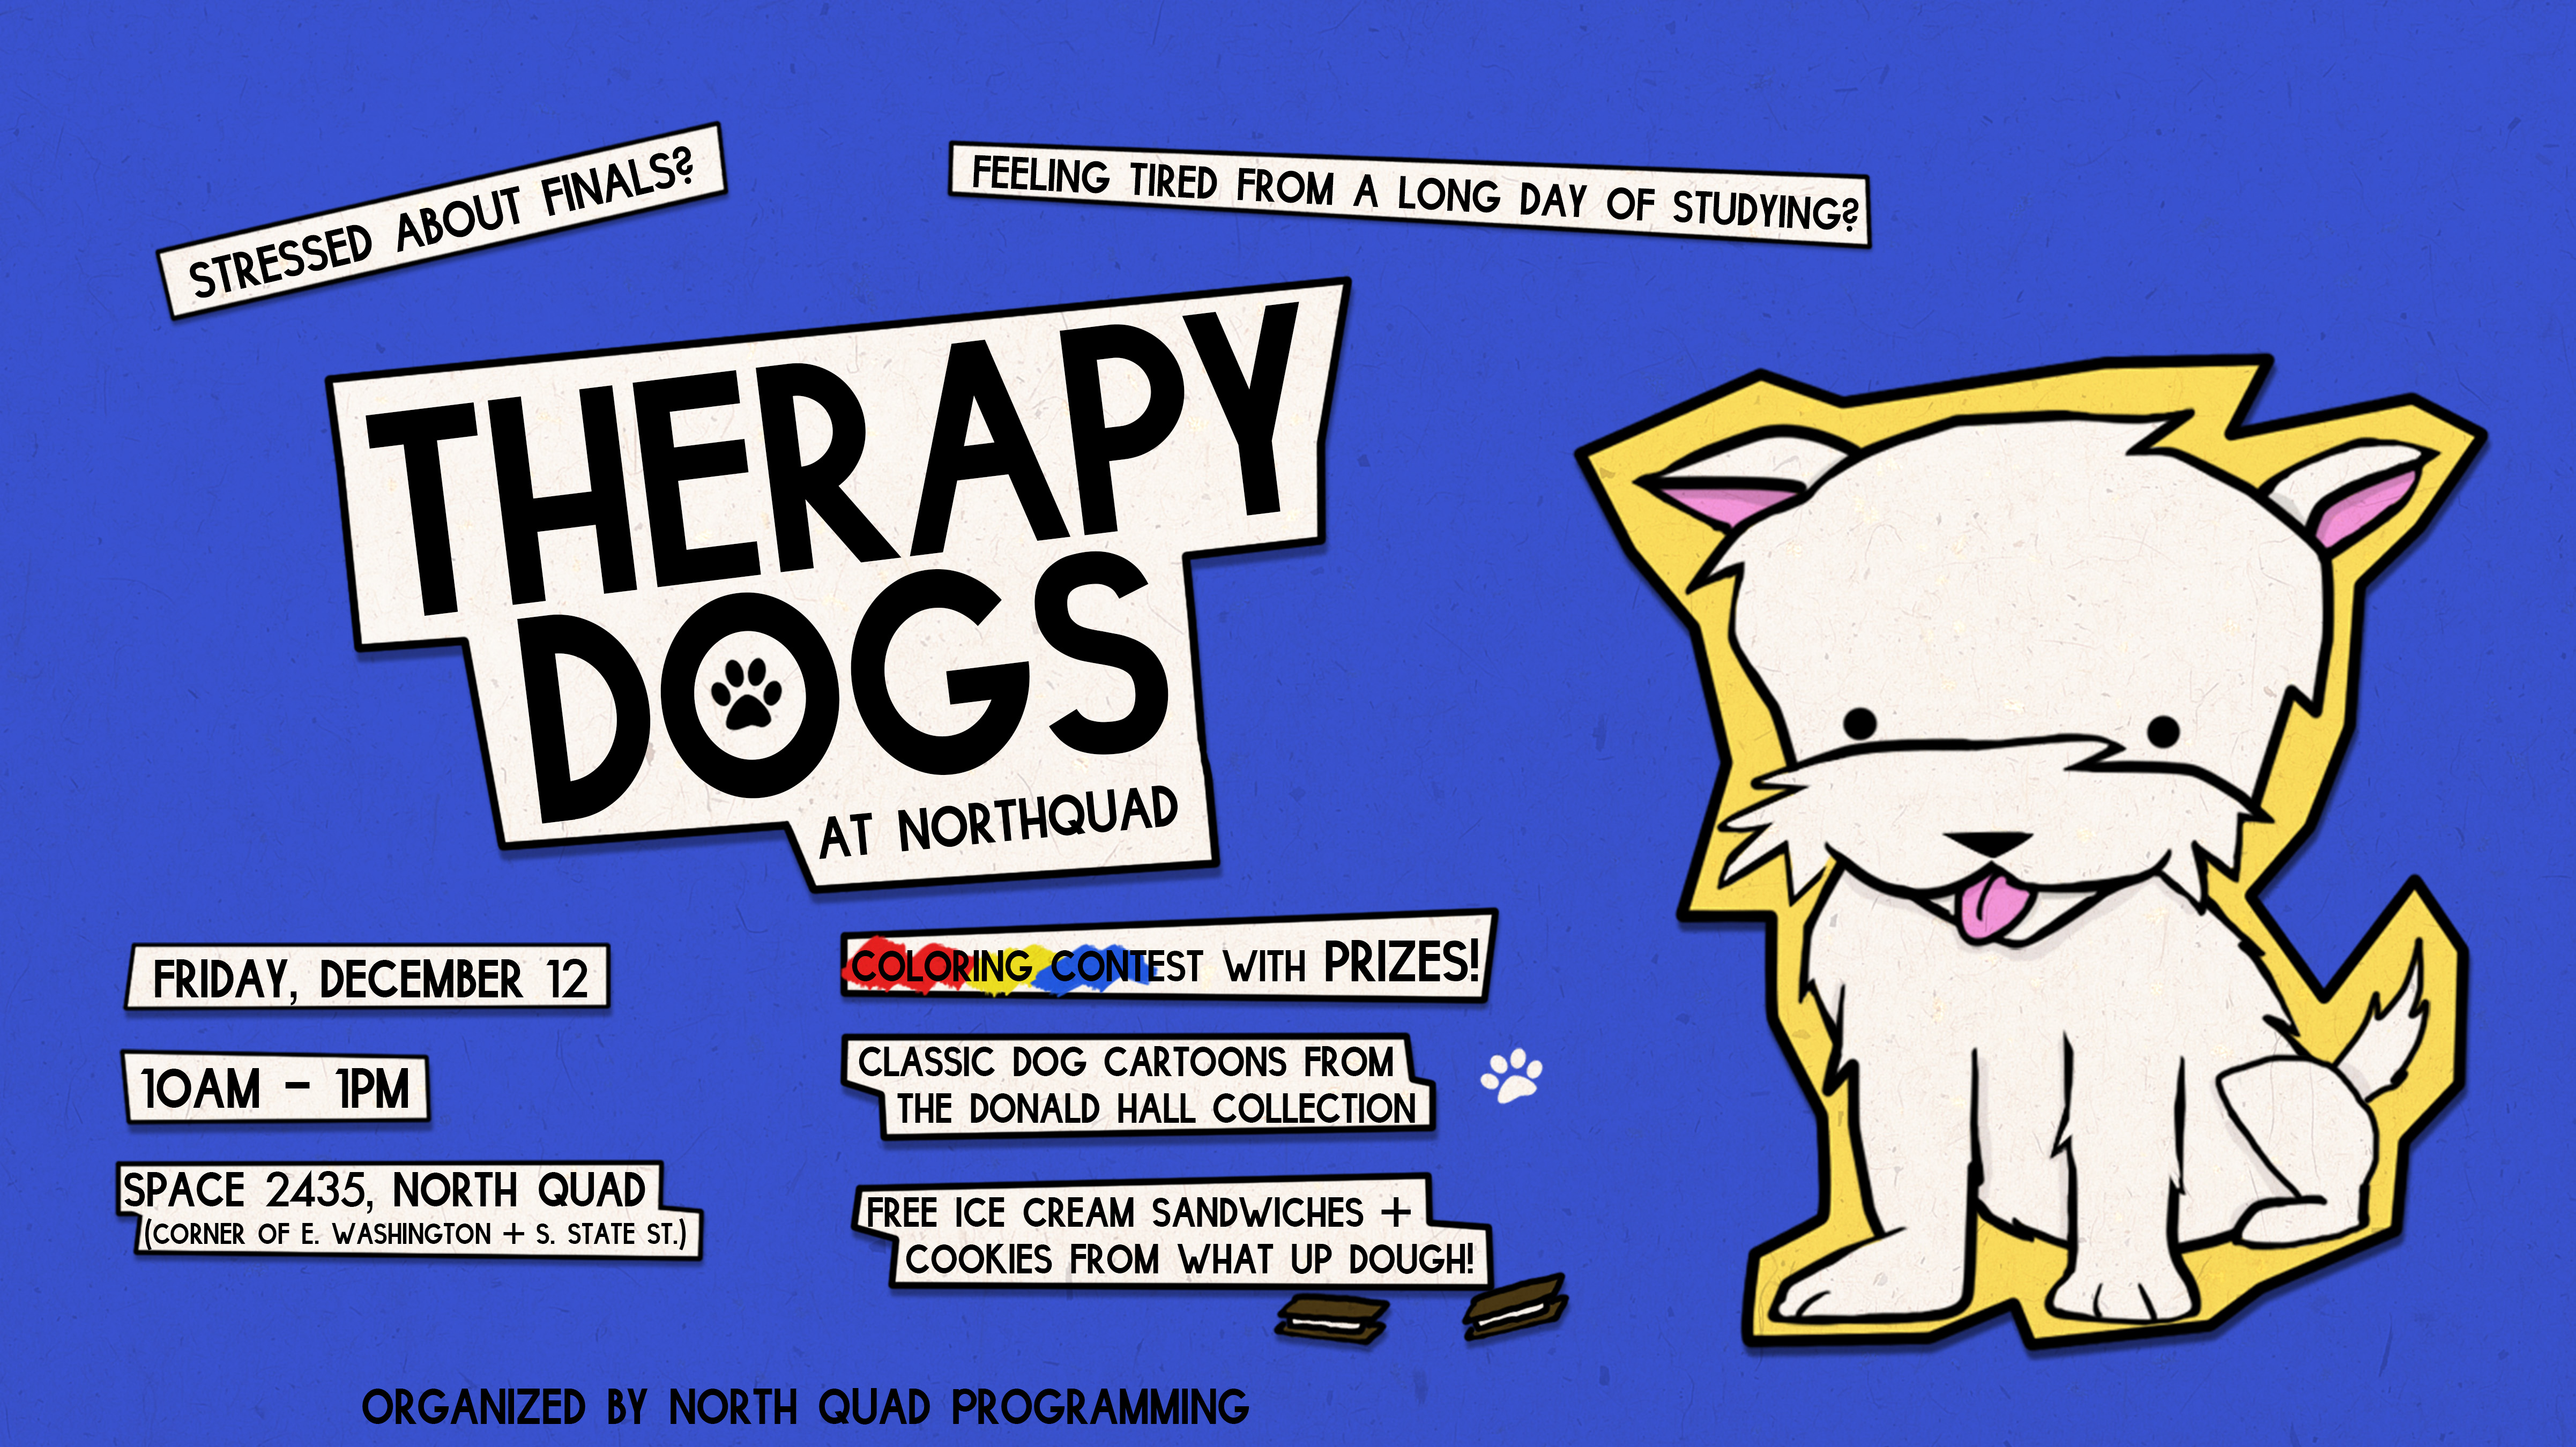 STRESSED ABOUT FINALS?
FEELING TIRED FROM A LONG DAY OF STUDYING?
THERAPY
DOGS
AT NORTHQUAD
FRIDAY, DECEMBER 12
10AM - 1PM
SPACE 2435, NORTH QUAD
(CORNER OF E. WASHINGTON + S. STATE ST.)
COLORING CONTEST WITH PRIZES!
CLASSIC DOG CARTOONS FROM
THE DONALD HALL COLLECTION
FREE ICE CREAM SANDWICHES +
COOKIES FROM WHAT UP DOUGH!
ORGANIZED BY NORTH QUAD PROGRAMMING